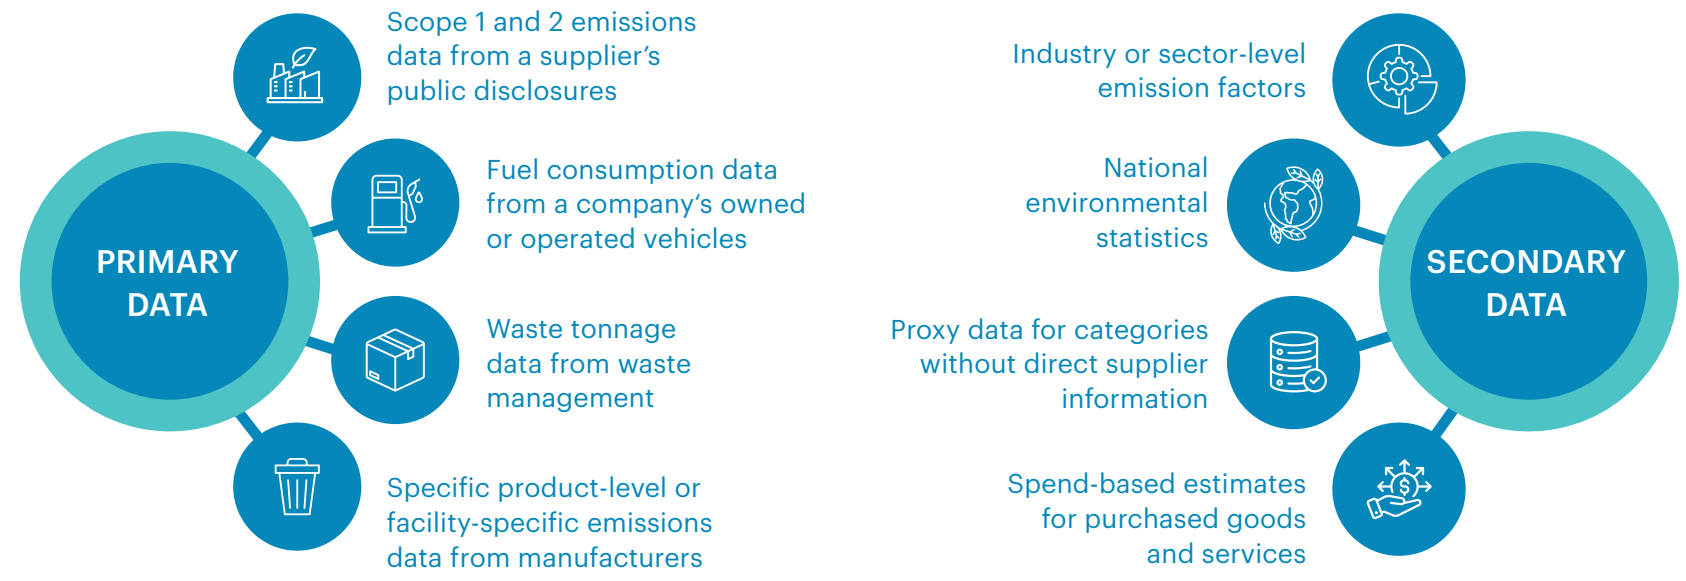 PRIMARY
DATA
Scope 1 and 2 emissions
data from a supplier’s
public disclosures
Fuel consumption data
from a company’s owned
or operated vehicles
Waste tonnage
data from waste
management
Specific product-level or
facility-specific emissions
data from manufacturers
SECONDARY
DATA
Industry or sector-level
emission factors
National
environmental
statistics
Proxy data for categories
without direct supplier
information
Spend-based estimates
for purchased goods
and services
$